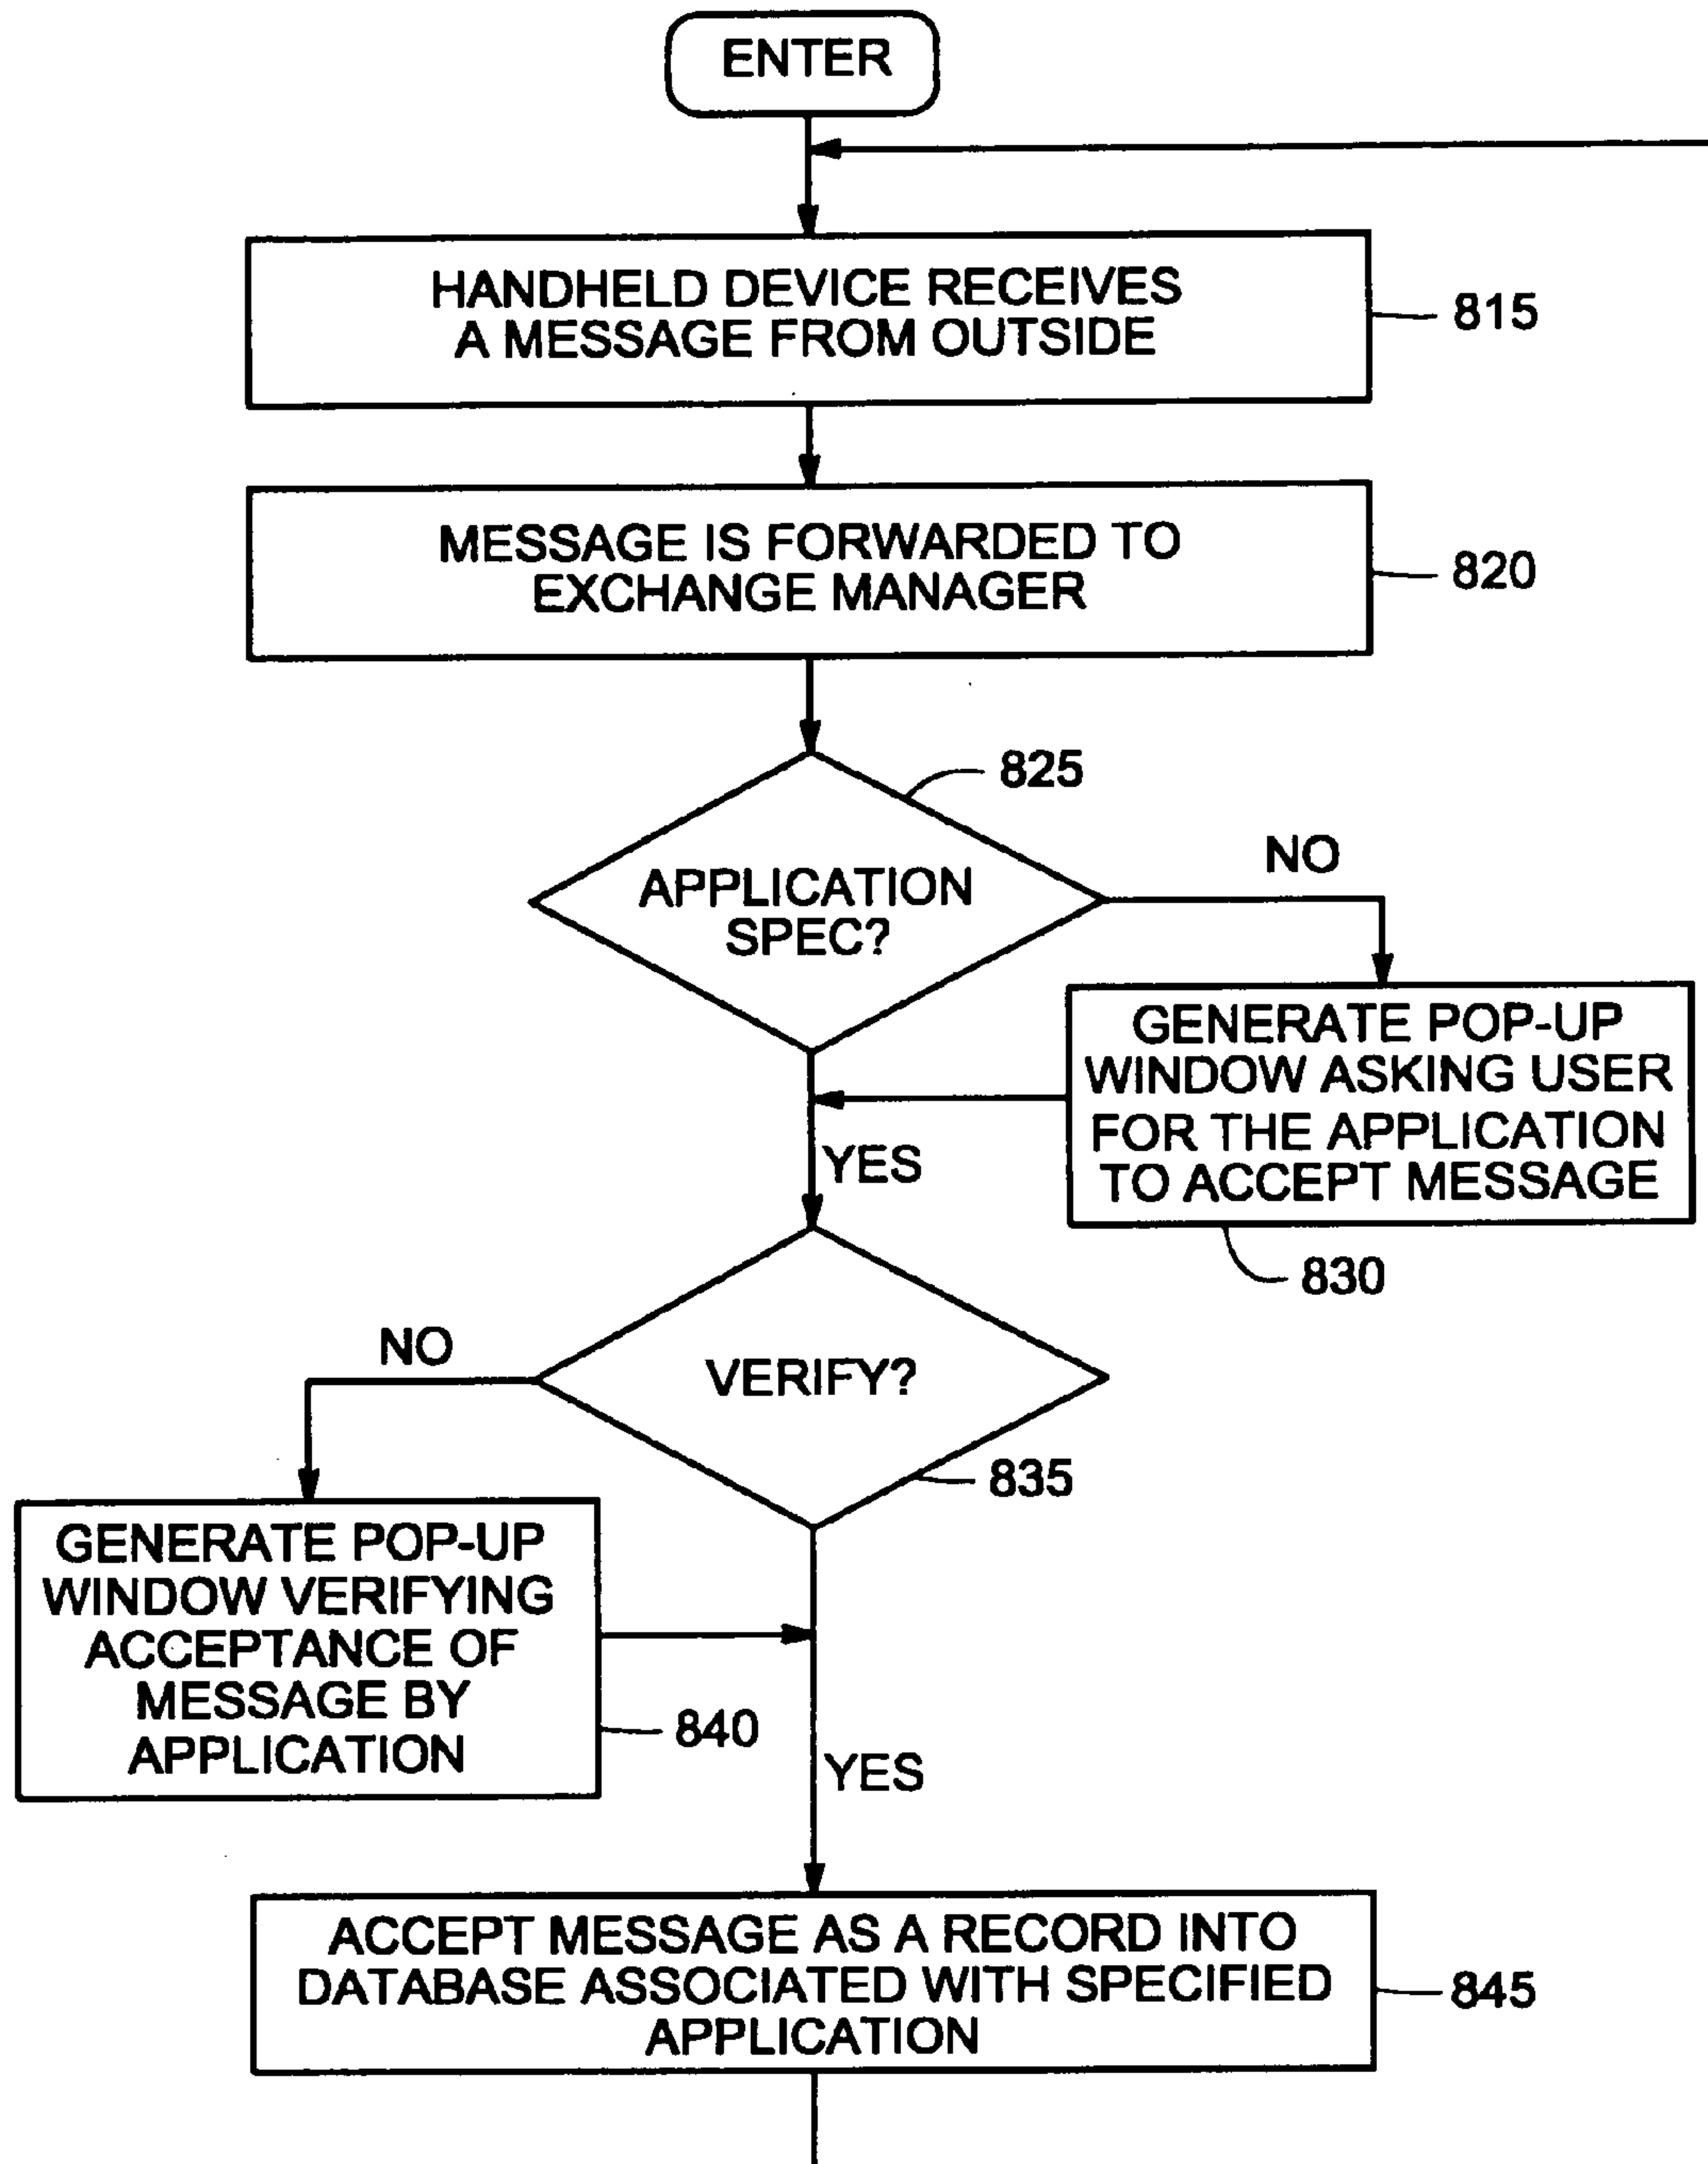 ENTER
HANDHELD DEVICE RECEIVES
A MESSAGE FROM OUTSIDE
815
MESSAGE IS FORWARDED TO
EXCHANGE MANAGER
820
825
APPLICATION
SPEC?
NO
GENERATE POP-UP
WINDOW ASKING USER
FOR THE APPLICATION
TO ACCEPT MESSAGE
YES
830
VERIFY?
NO
835
GENERATE POP-UP
WINDOW VERIFYING
ACCEPTANCE OF
MESSAGE BY
APPLICATION
840
YES
ACCEPT MESSAGE AS A RECORD INTO
DATABASE ASSOCIATED WITH SPECIFIED
APPLICATION
845